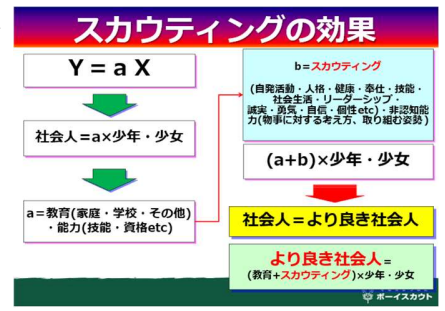 スカウティングの効果
Y=aX
社会人=a×少年・少女
a=教育(家庭・学校・その他)
・能力(技能・資格etc)
b=スカウティング
(自発活動・人格・健康・奉仕・技能・
社会生活・リーダーシップ・
誠実・勇気・自信・個性etc)・非認知能
力(物事に対する考え方、取り組む姿勢)
(a+b)×少年・少女
社会人=より良き社会人
より良き社会人=
(教育+スカウティング)×少年・少女
ボーイスカウト